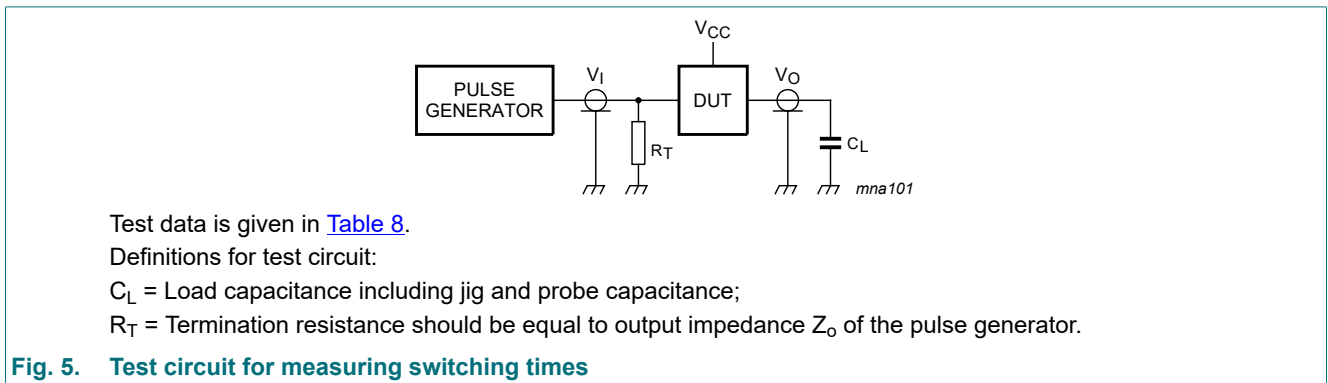 VCC
PULSE
GENERATOR
VI
DUT
VO
RT
CL
mna101
Test data is given in Table 8.
Definitions for test circuit:
CL = Load capacitance including jig and probe capacitance;
RT = Termination resistance should be equal to output impedance Zo of the pulse generator.
Fig. 5. Test circuit for measuring switching times